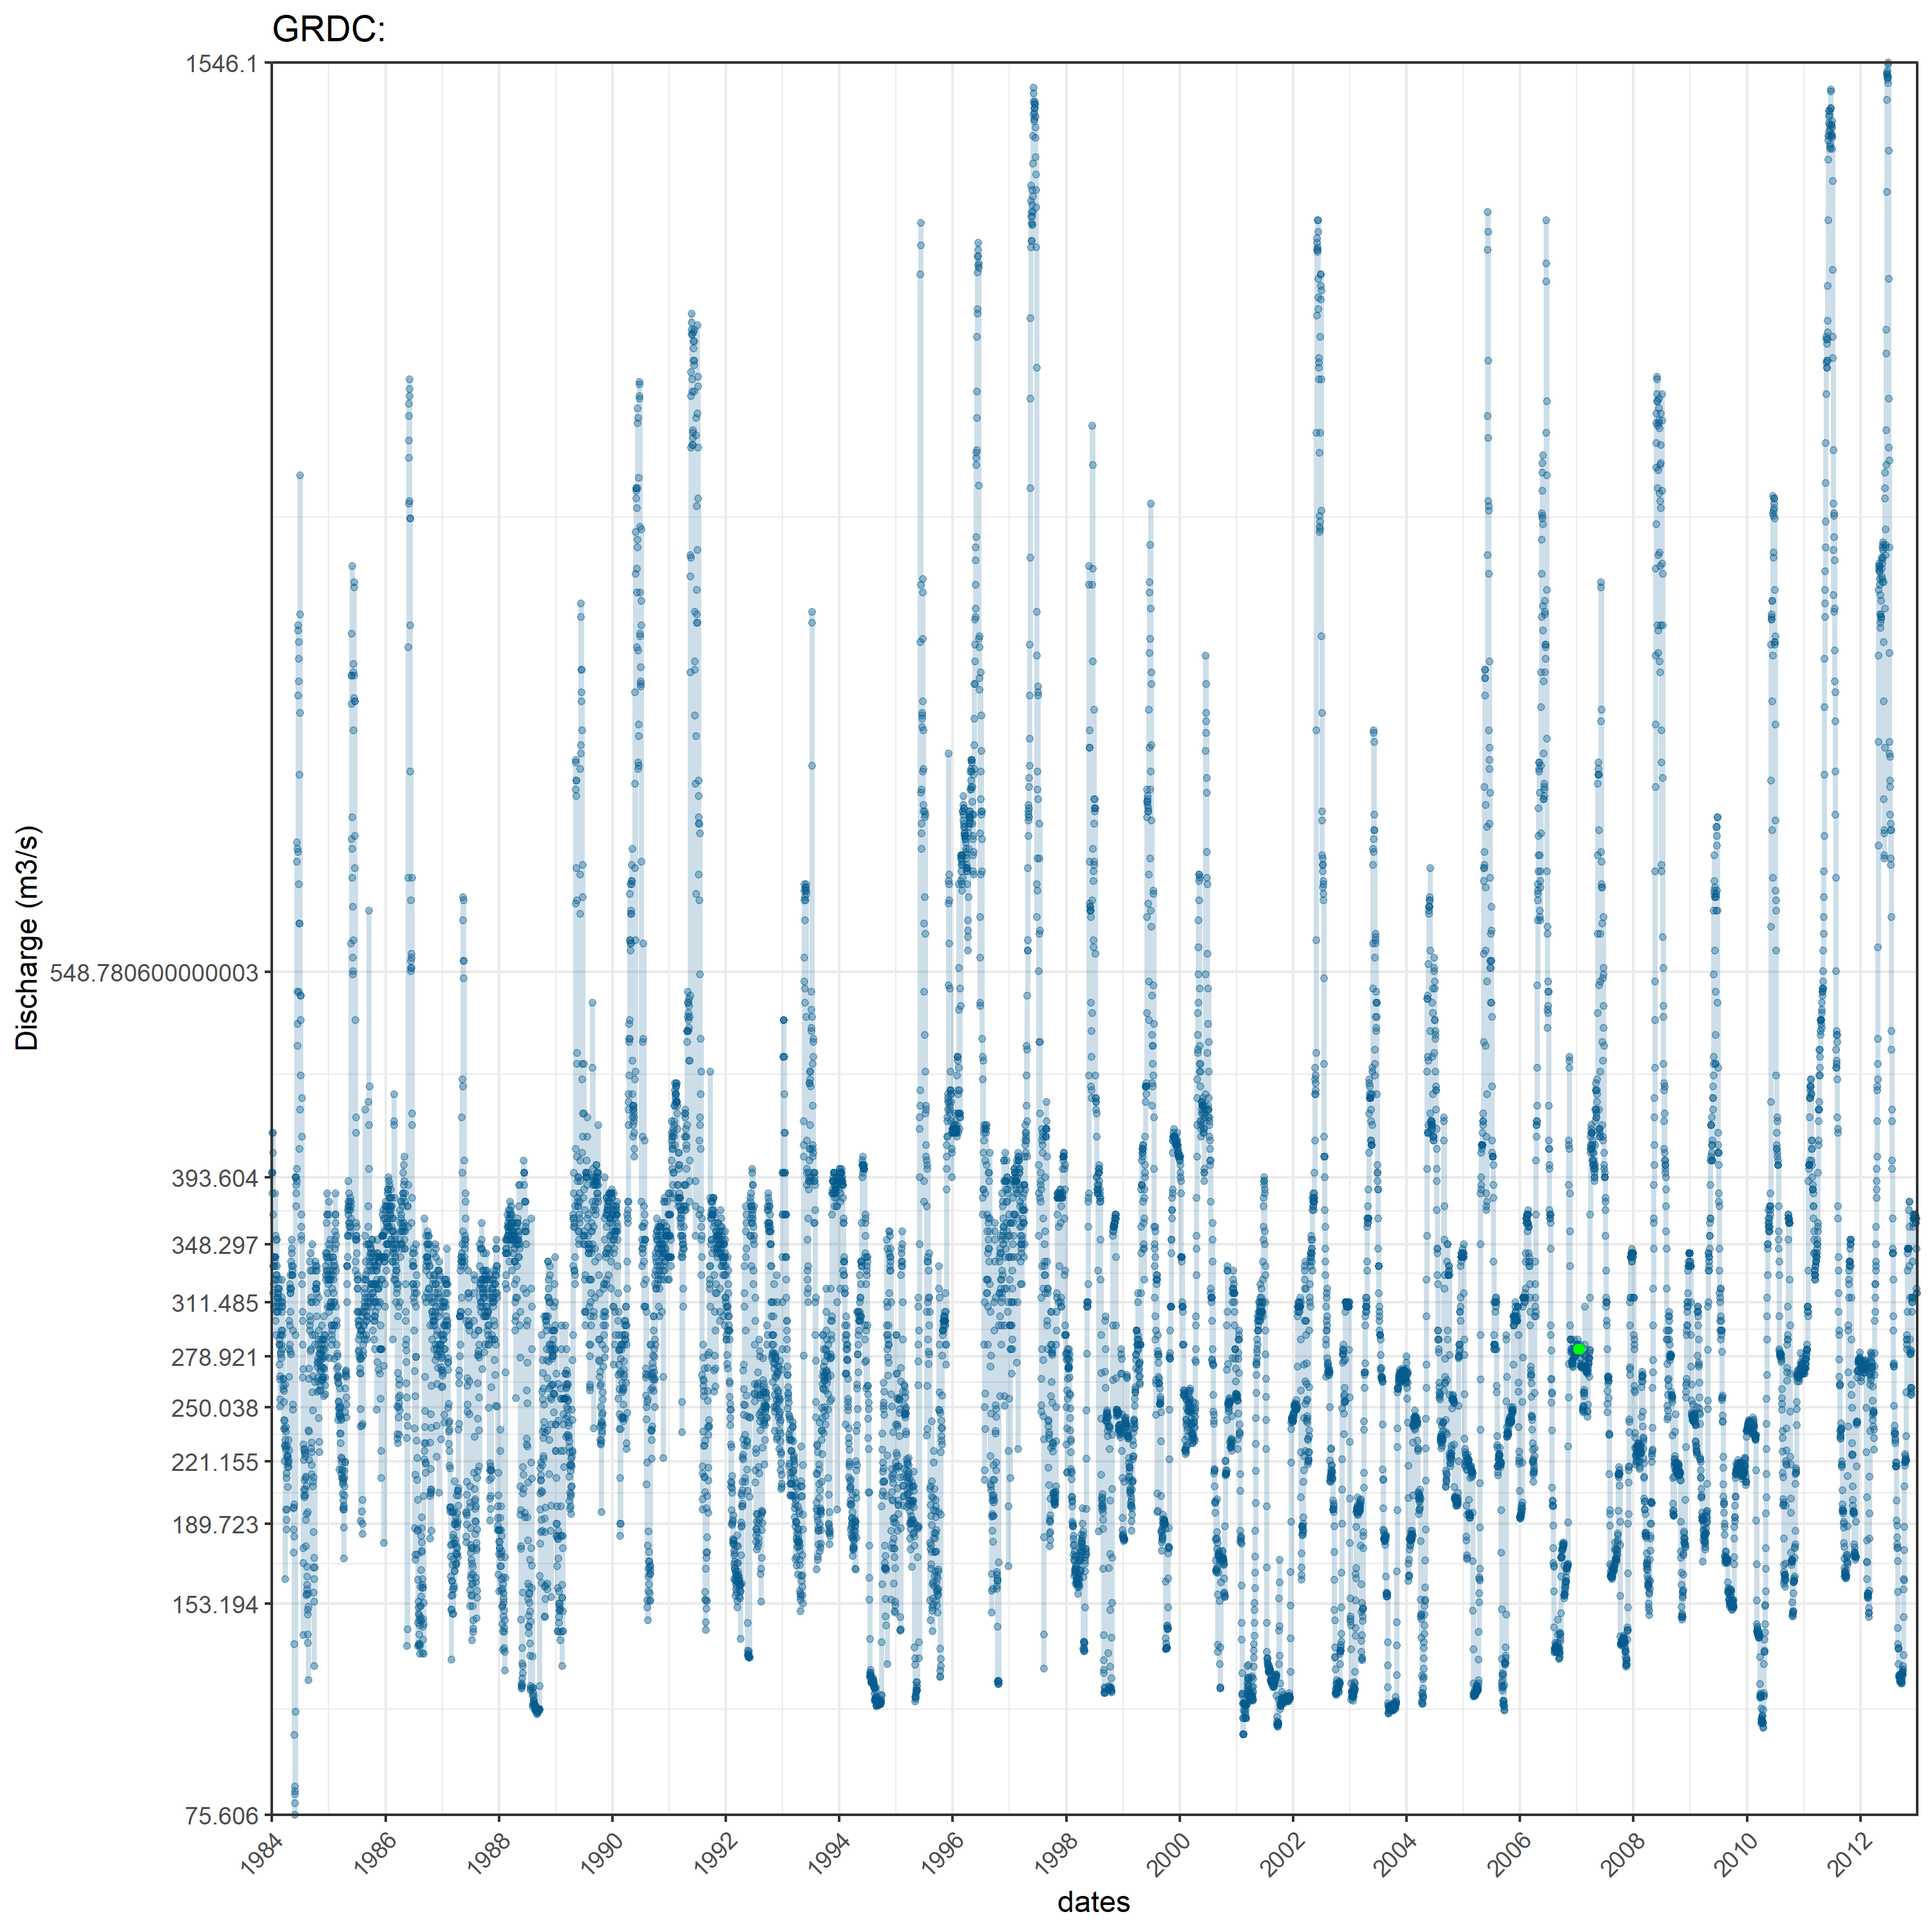 GRDC:
1546.1
548.780600000003
393.604
348.297
311.485
278.921
250.038
221.155
189.723
153.194
75.606
Discharge (m3/s)
1984 1986 1988 1990 1992 1994 1996 1998 2000 2002 2004 2006 2008 2010 2012
dates